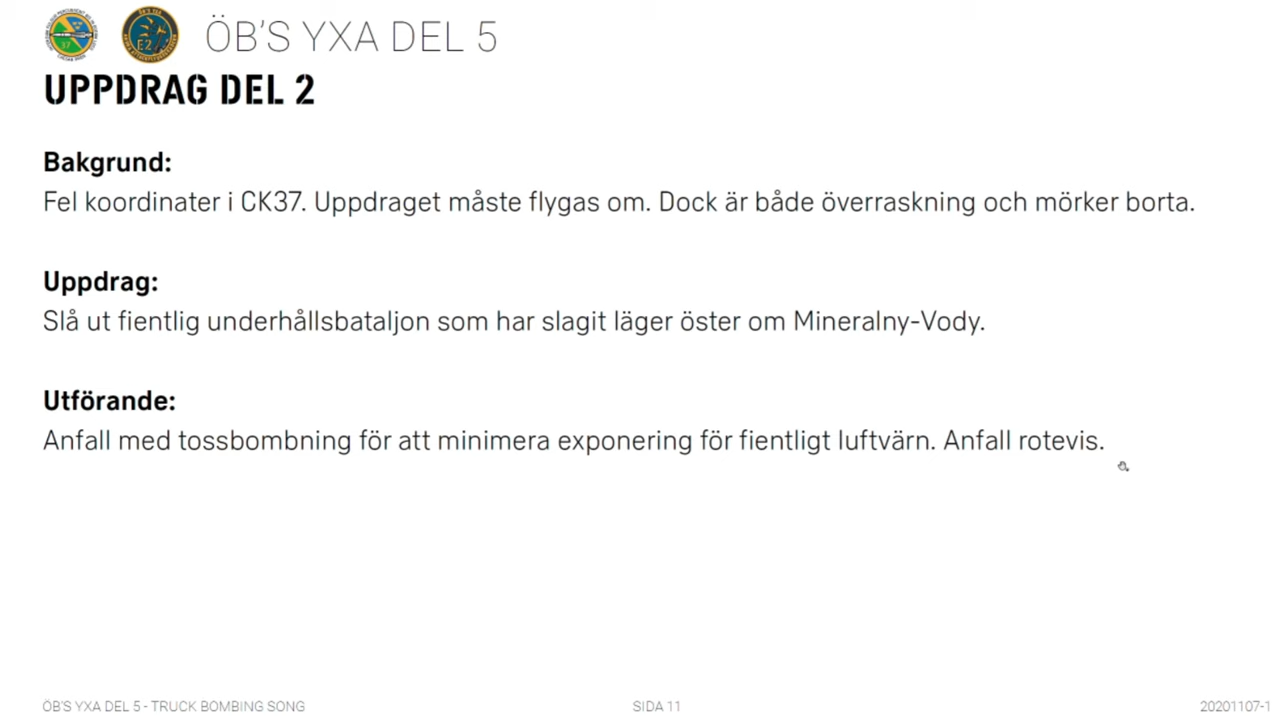 ÖB'S YXA DEL 5
UPPDRAG DEL 2
Bakgrund:
Fel koordinater i CK37. Uppdraget måste flygas om. Dock är både överraskning och mörker borta.
Uppdrag:
Slå ut fientlig underhållsbataljon som har slagit läger öster om Mineralny-Vody.
Utförande:
Anfall med tossbombning för att minimera exponering för fientligt luftvärn. Anfall rotevis.
ÖB'S YXA DEL 5 - TRUCK BOMBING SONG
SIDA 11
20201107-1